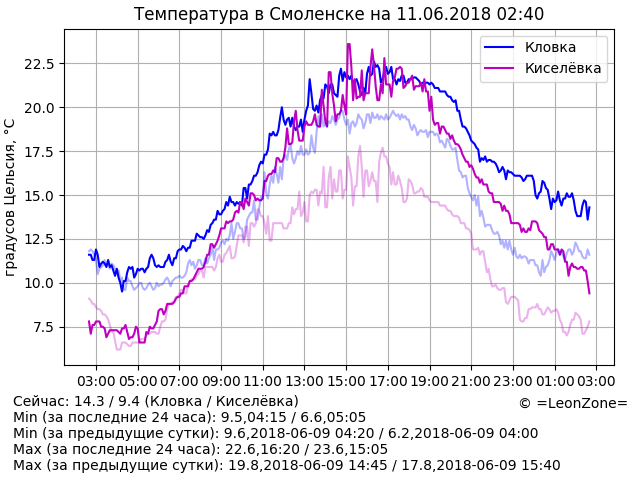 Температура в Смоленске на 11.06.2018 02:40
градусов Цельсия, °C
22.5
20.0
17.5
15.0
12.5
10.0
7.5
Кловка
Киселёвка
03:00 05:00 07:00 09:00 11:00 13:00 15:00 17:00 19:00 21:00 23:00 01:00 03:00
Сейчас: 14.3 / 9.4 (Кловка / Киселёвка)
© =LeonZone=
Min (за последние 24 часа): 9.5,04:15 / 6.6,05:05
Min (за предыдущие сутки): 9.6,2018-06-09 04:20 / 6.2,2018-06-09 04:00
Max (за последние 24 часа): 22.6,16:20 / 23.6,15:05
Max (за предыдущие сутки): 19.8,2018-06-09 14:45 / 17.8,2018-06-09 15:40